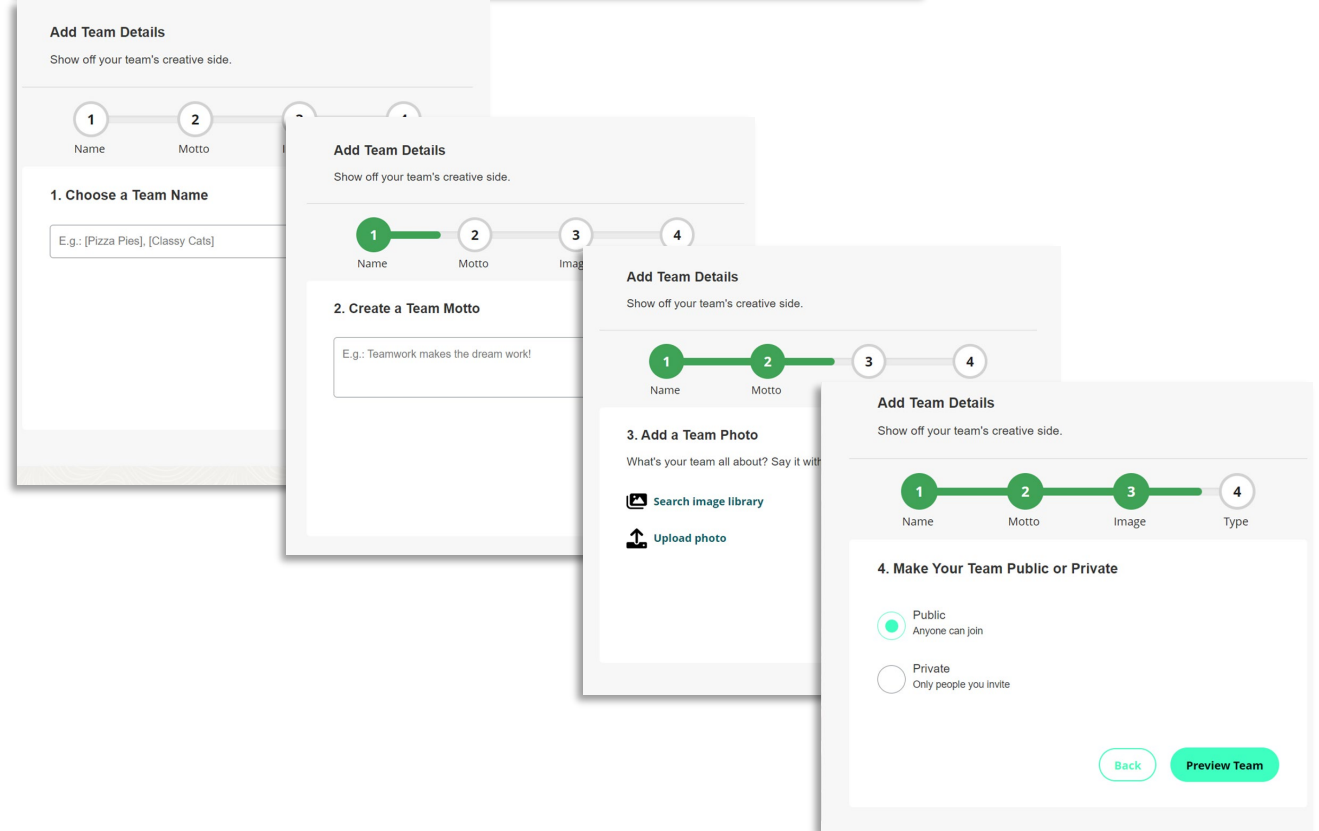 Add Team Details
Show off your team's creative side.
1 2
Name Motto
1. Choose a Team Name
E.g.: [Pizza Pies], [Classy Cats]
Add Team Details
Show off your team's creative side.
1 2 3 4
Name Motto
2. Create a Team Motto
E.g.: Teamwork makes the dream work!
Add Team Details
Show off your team's creative side.
1 2 3 4
Name Motto
3. Add a Team Photo
What's your team all about? Say it with
Search image library
Upload photo
Add Team Details
Show off your team's creative side.
1 2 3 4
Name Motto Image Type
4. Make Your Team Public or Private
Public
Anyone can join
Private
Only people you invite
Back Preview Team